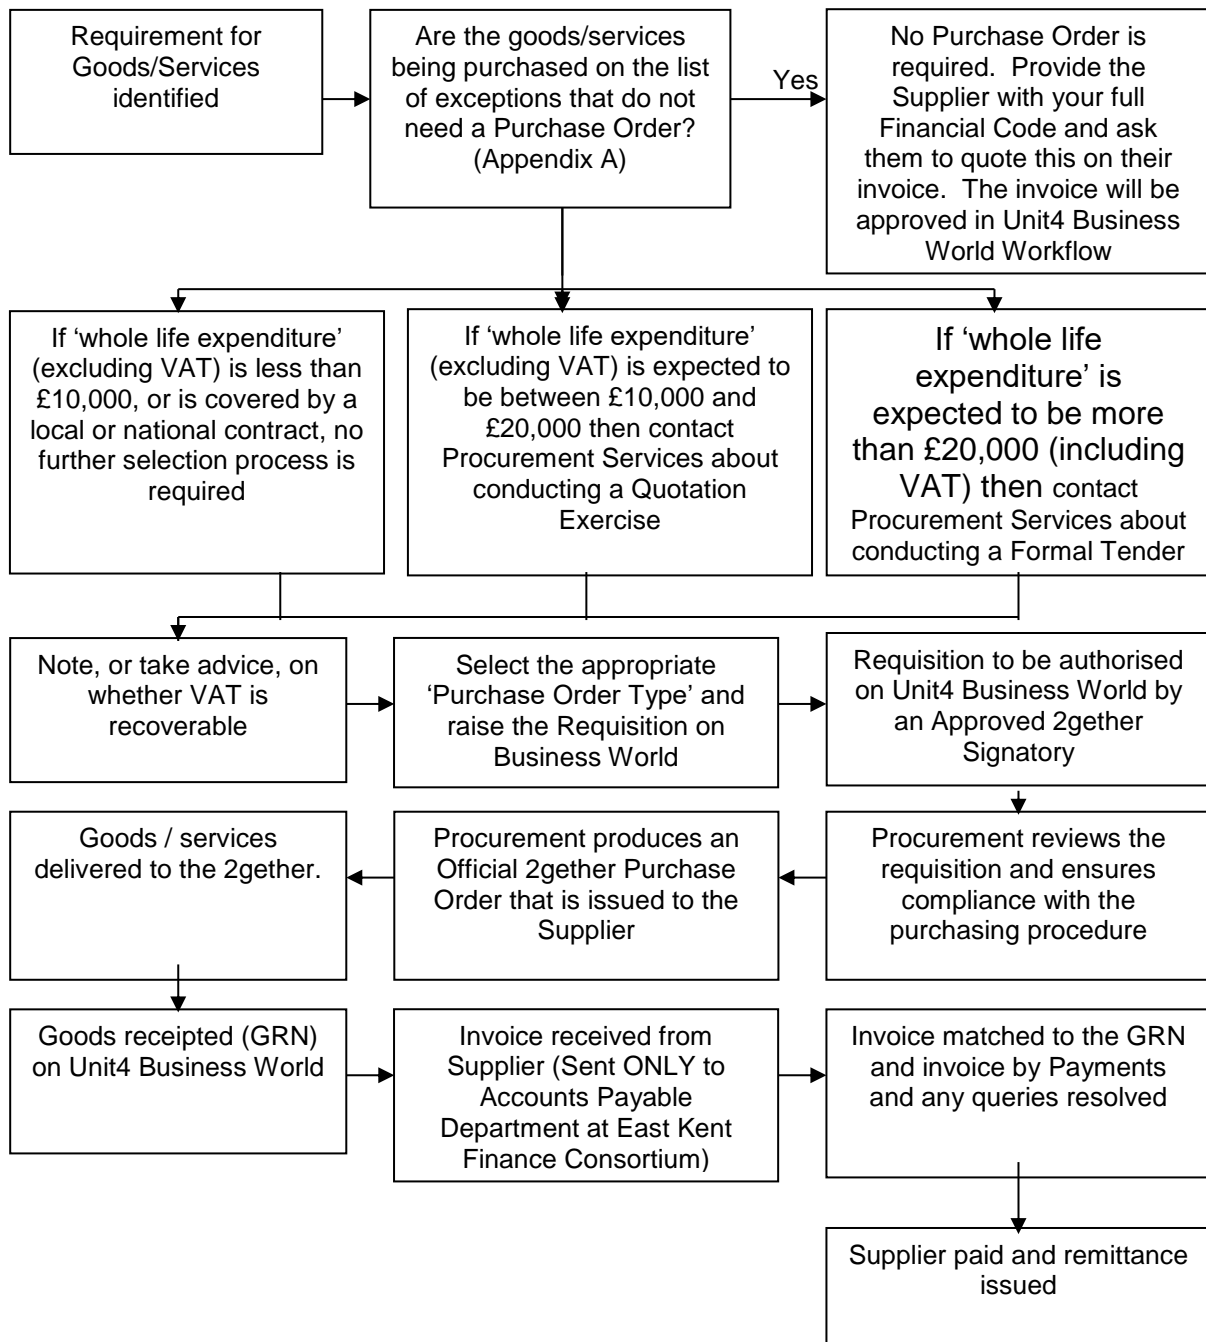 Requirement for
Goods/Services
identified
Are the goods/services
being purchased on the list
of exceptions that do not
need a Purchase Order?
(Appendix A)
Yes
No Purchase Order is
required.  Provide the
Supplier with your full
Financial Code and ask
them to quote this on their
invoice.  The invoice will be
approved in Unit4 Business
World Workflow
If ‘whole life expenditure’
(excluding VAT) is less than
£10,000, or is covered by a
local or national contract, no
further selection process is
required
If ‘whole life expenditure’
(excluding VAT) is expected to
be between £10,000 and
£20,000 then contact
Procurement Services about
conducting a Quotation
Exercise
If ‘whole life
expenditure’ is
expected to be more
than £20,000 (including
VAT) then contact
Procurement Services about
conducting a Formal Tender
Note, or take advice, on
whether VAT is
recoverable
Select the appropriate
‘Purchase Order Type’ and
raise the Requisition on
Business World
Requisition to be authorised
on Unit4 Business World by
an Approved 2gether
Signatory
Procurement reviews the
requisition and ensures
compliance with the
purchasing procedure
Procurement produces an
Official 2gether Purchase
Order that is issued to the
Supplier
Goods / services
delivered to the 2gether.
Goods receipted (GRN)
on Unit4 Business World
Invoice received from
Supplier (Sent ONLY to
Accounts Payable
Department at East Kent
Finance Consortium)
Invoice matched to the GRN
and invoice by Payments
and any queries resolved
Supplier paid and remittance
issued